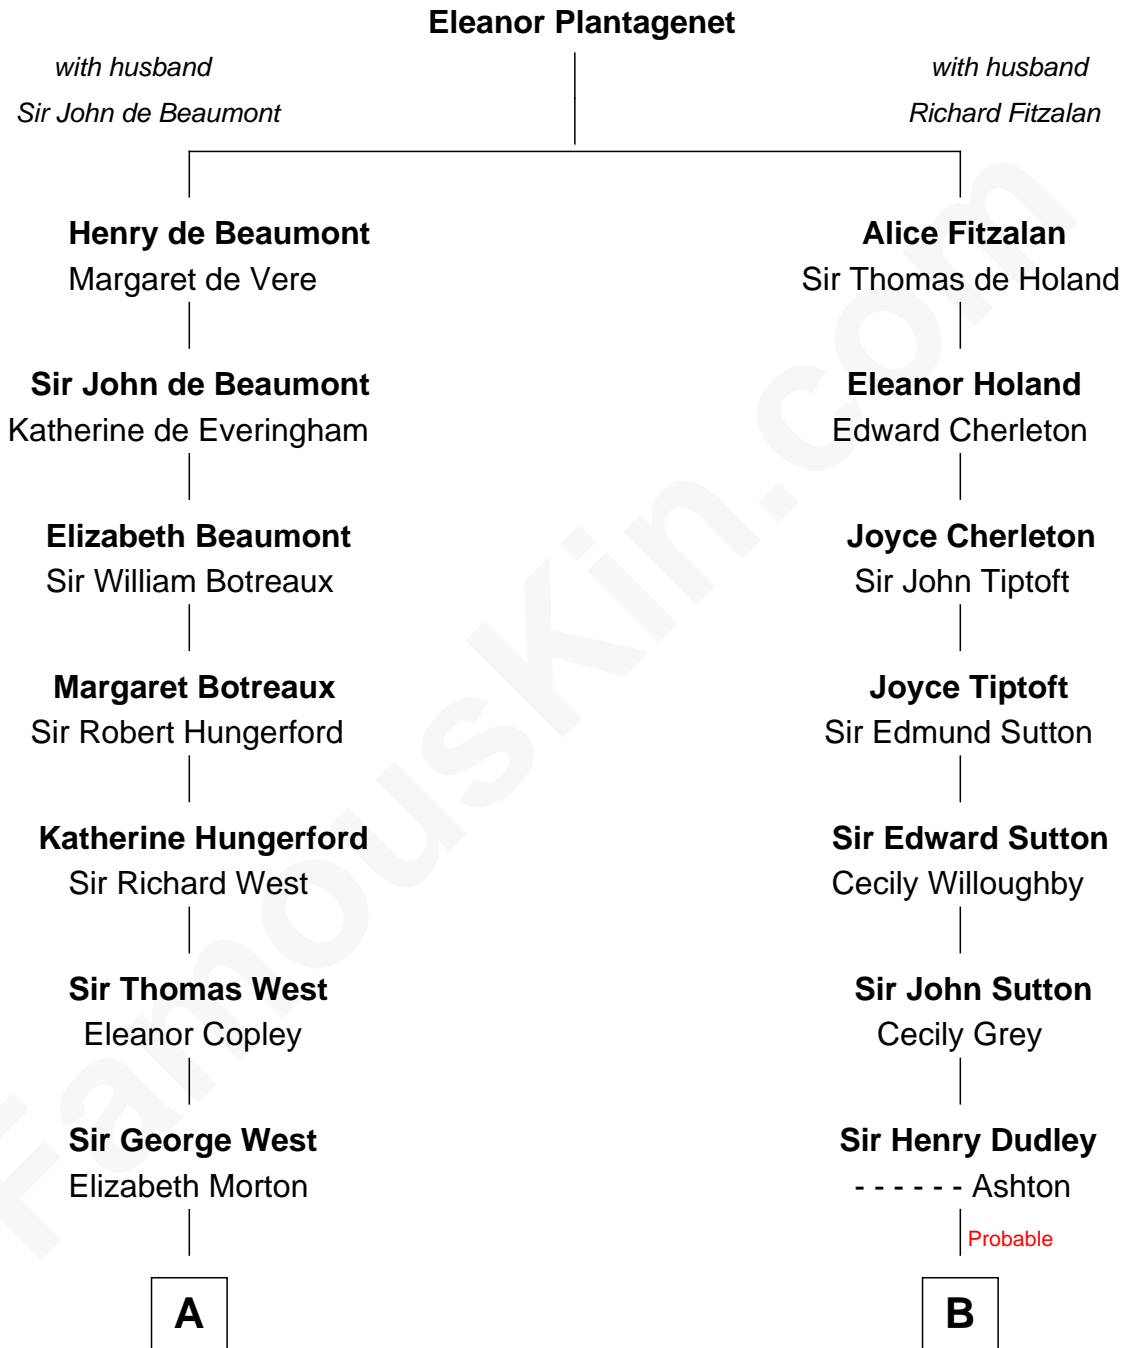 Eleanor Plantagenet
with husband
Sir John de Beaumont
with husband
Richard Fitzalan
Henry de Beaumont
Margaret de Vere
Alice Fitzalan
Sir Thomas de Holand
Sir John de Beaumont
Katherine de Everingham
Eleanor Holand
Edward Cherleton
Elizabeth Beaumont
Sir William Botreaux
Joyce Cherleton
Sir John Tiptoft
Margaret Botreaux
Sir Robert Hungerford
Joyce Tiptoft
Sir Edmund Sutton
Katherine Hungerford
Sir Richard West
Sir Edward Sutton
Cecily Willoughby
Sir Thomas West
Eleanor Copley
Sir John Sutton
Cecily Grey
Sir George West
Elizabeth Morton
Sir Henry Dudley
- - - - - - Ashton
Probable
A
B
FamousKin.com